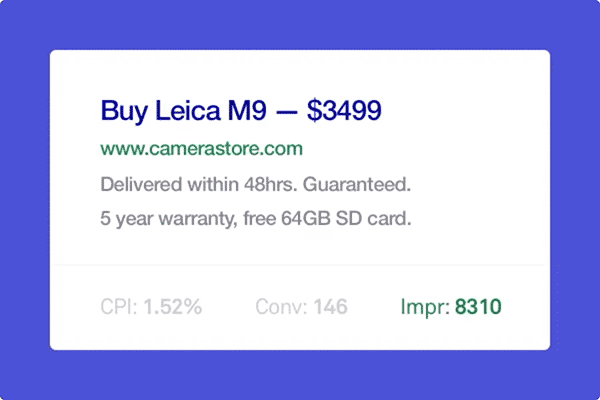 Buy Leica M9 — $3499
www.camerastore.com
Delivered within 48hrs. Guaranteed.
5 year warranty, free 64GB SD card.
CPI: 1.52% Conv: 146 Impr: 8310